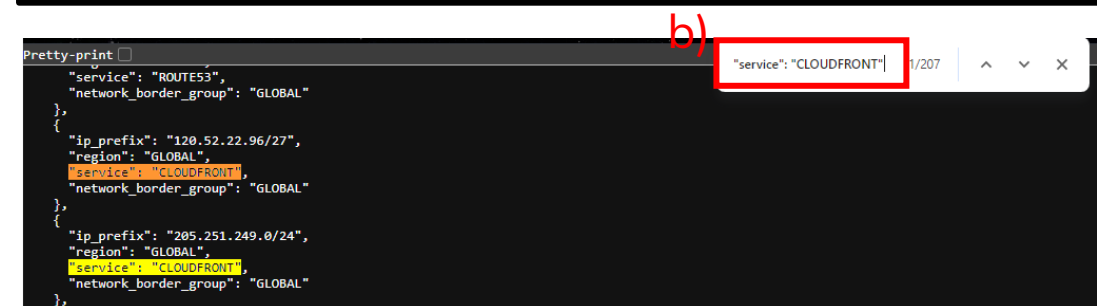 b)
"service": "CLOUDFRONT" 1/207
Pretty-print
"service": "ROUTE53",
"network_border_group": "GLOBAL"
},
{
"ip_prefix": "120.52.22.96/27",
"region": "GLOBAL",
"service": "CLOUDFRONT",
"network_border_group": "GLOBAL"
},
{
"ip_prefix": "205.251.249.0/24",
"region": "GLOBAL",
"service": "CLOUDFRONT",
"network_border_group": "GLOBAL"
},